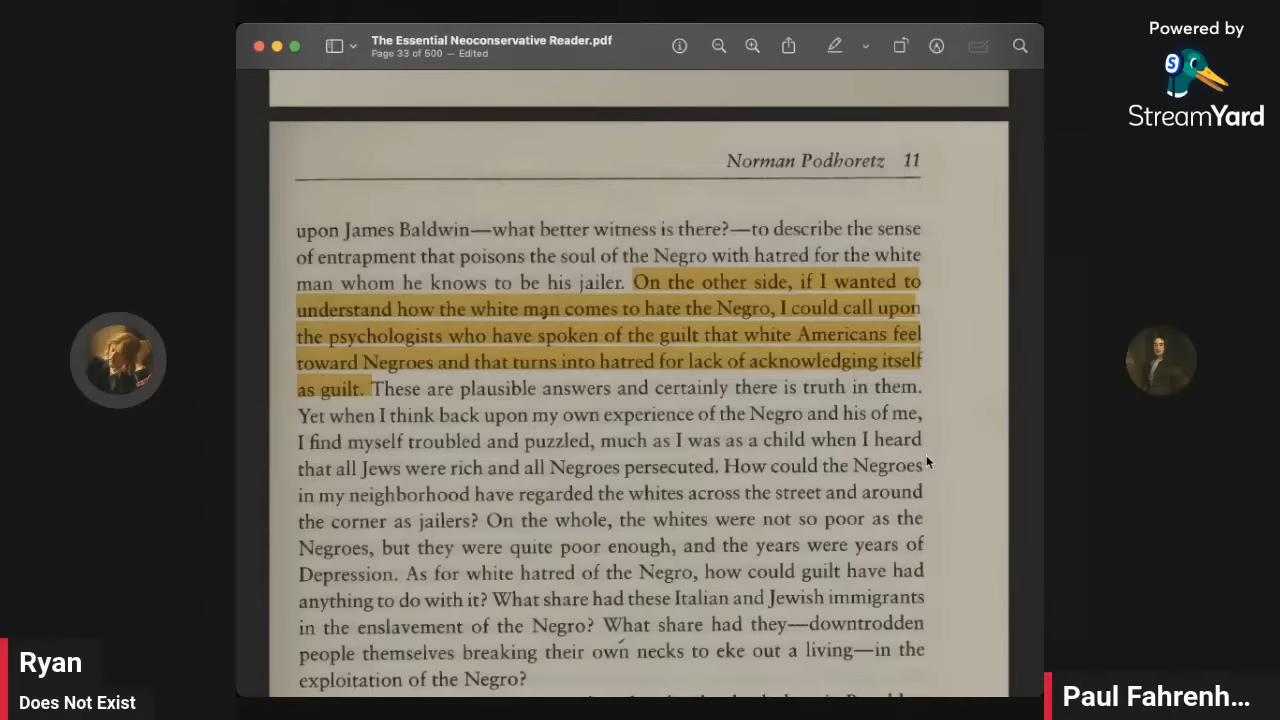 The Essential Neoconservative Reader.pdf
Page 33 of 500 — Edited
Powered by
S
StreamYard
Norman Podhoretz 11
upon James Baldwin—what better witness is there?—to describe the sense
of entrapment that poisons the soul of the Negro with hatred for the white
man whom he knows to be his jailer. On the other side, if I wanted to
understand how the white man comes to hate the Negro, I could call upon
the psychologists who have spoken of the guilt that white Americans feel
toward Negroes and that turns into hatred for lack of acknowledging itself
as guilt. These are plausible answers and certainly there is truth in them.
Yet when I think back upon my own experience of the Negro and his of me,
I find myself troubled and puzzled, much as I was as a child when I heard
that all Jews were rich and all Negroes persecuted. How could the Negroes
in my neighborhood have regarded the whites across the street and around
the corner as jailers? On the whole, the whites were not so poor as the
Negroes, but they were quite poor enough, and the years were years of
Depression. As for white hatred of the Negro, how could guilt have had
anything to do with it? What share had these Italian and Jewish immigrants
in the enslavement of the Negro? What share had they—downtrodden
people themselves breaking their own necks to eke out a living—in the
exploitation of the Negro?
Ryan
Does Not Exist
Paul Fahrenh...